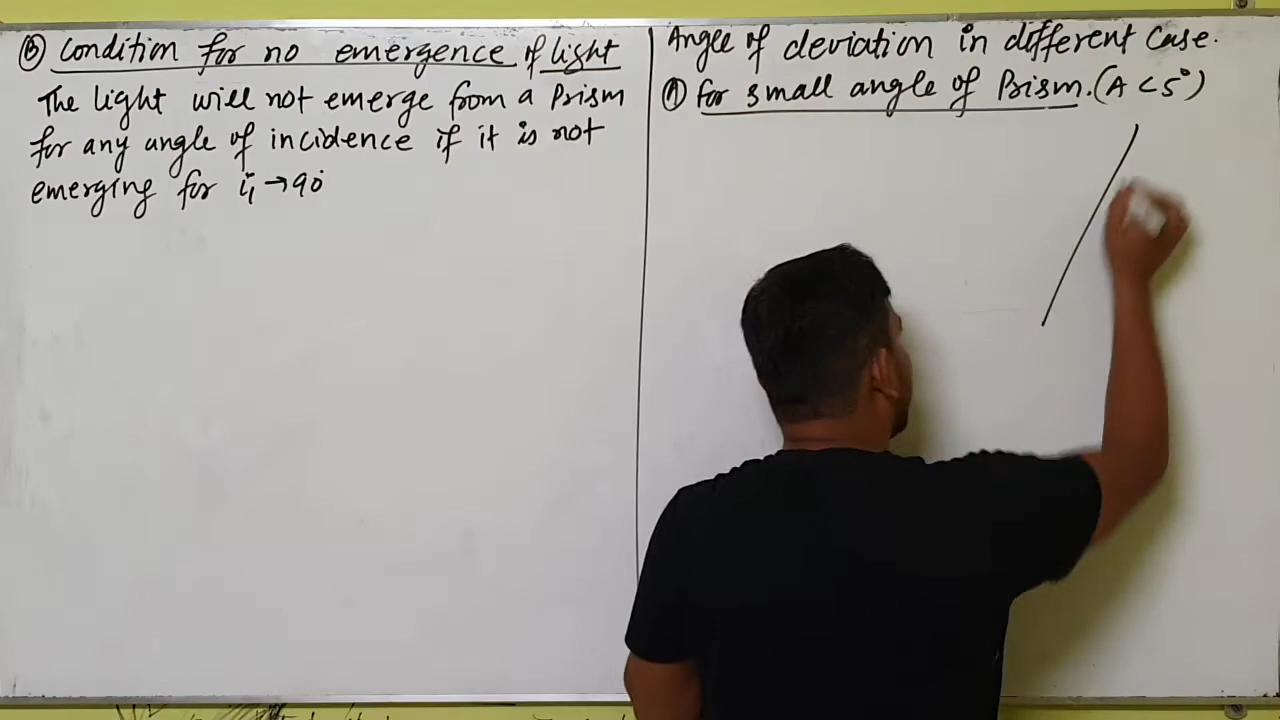 (B) Condition for no emergence of light
The light will not emerge from a Prism
for any angle of incidence if it is not
emerging for i₁ → 90°
Angle of deviation in different Case.
(A) For small angle of Prism. (A < 5°)